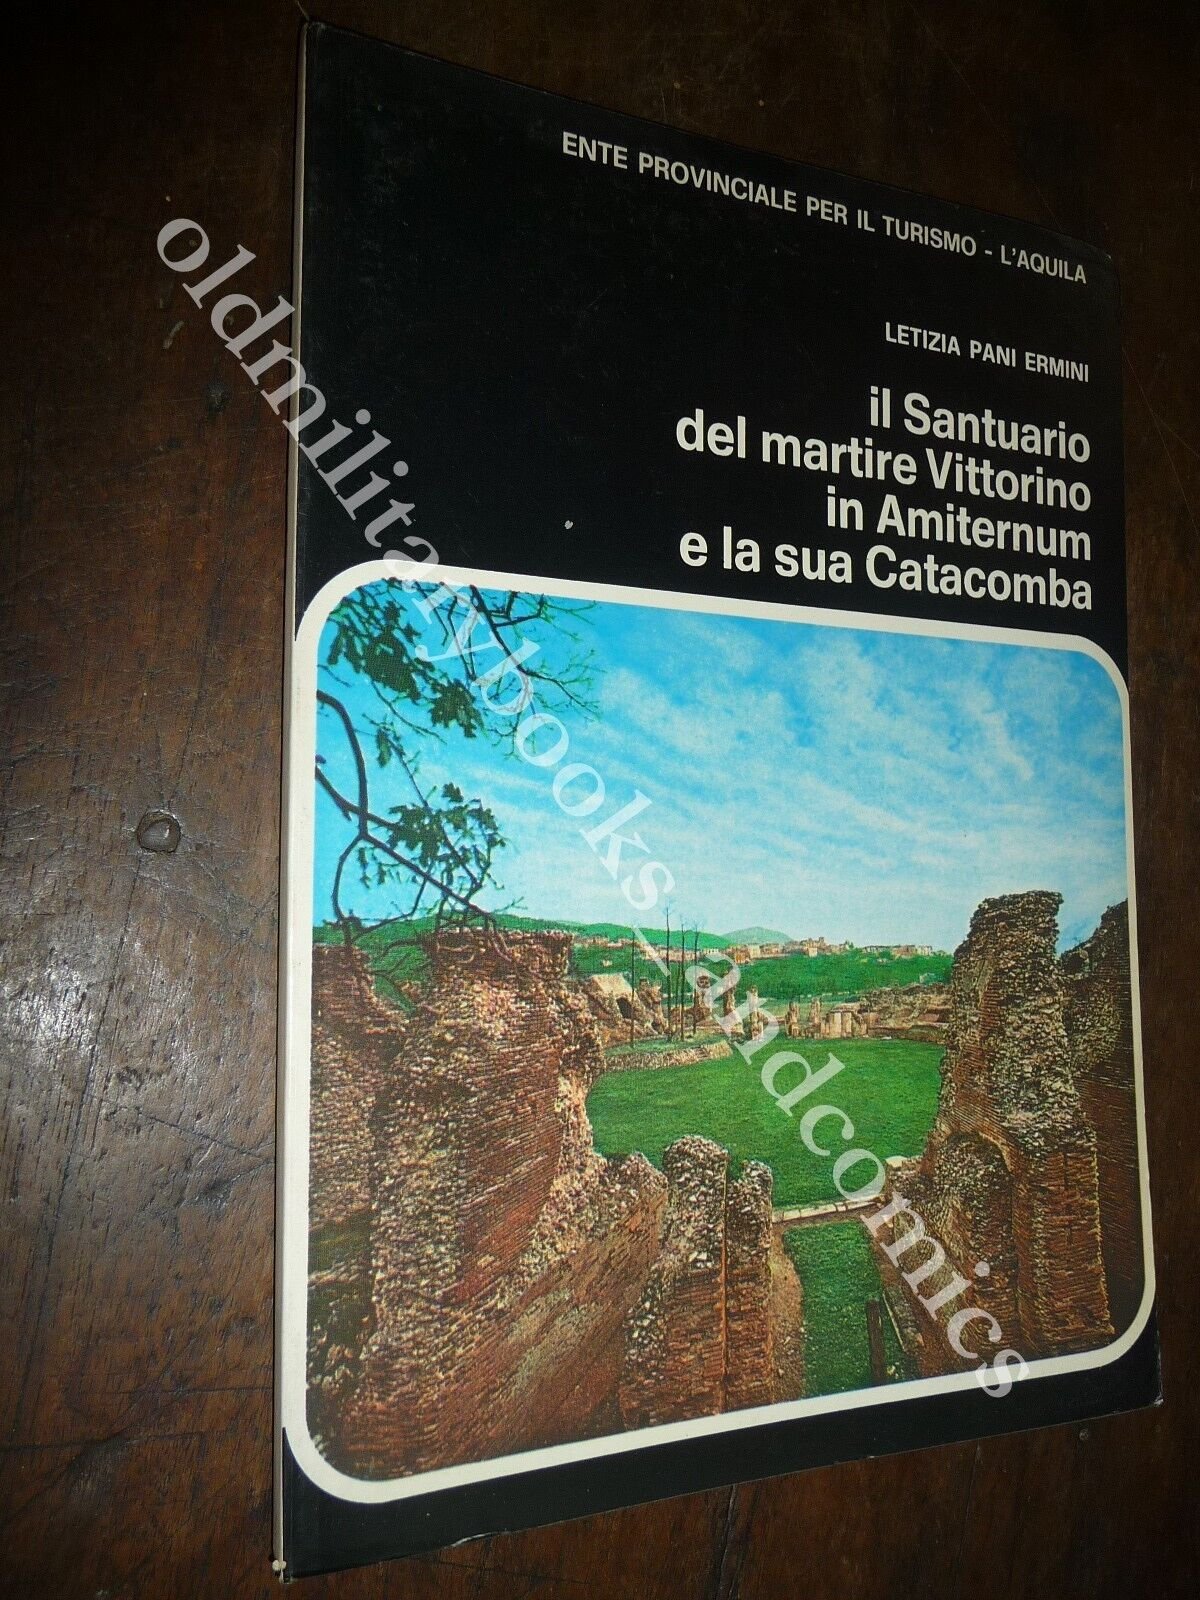 ENTE PROVINCIALE PER IL TURISMO - L'AQUILA
LETIZIA PANI ERMINI
il Santuario
del martire Vittorino
in Amiternum
e la sua Catacomba
oldmilitarybooks_andcomics